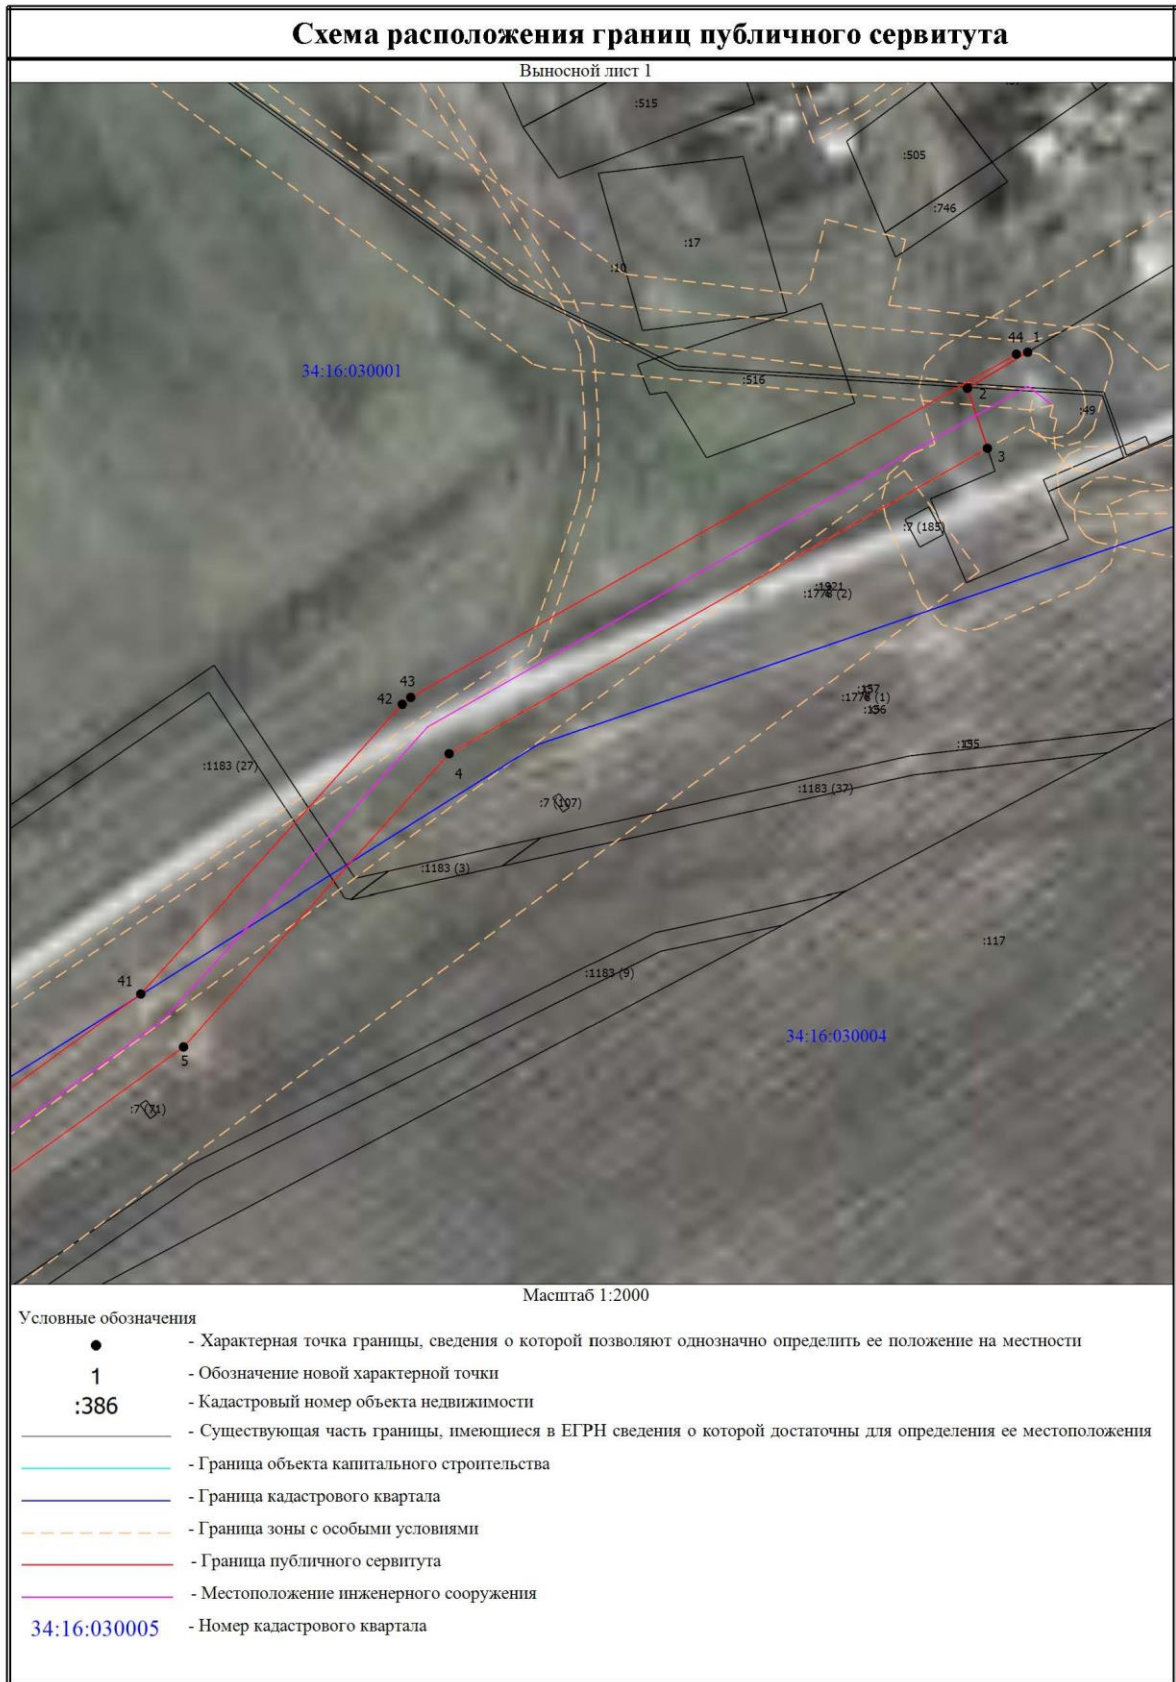 Схема расположения границ публичного сервитута
Выносной лист 1
:515
:505
:746
:17
:10
34:16:030001
:516
44
1
2
:49
3
:7 (185)
:1921
:1778 (2)
43
42
:1778 (1)
:156
:1183 (27)
4
:135
:1183 (37)
:7 (107)
:1183 (3)
:117
:1183 (9)
41
34:16:030004
5
:7 (71)
Масштаб 1:2000
Условные обозначения
- Характерная точка границы, сведения о которой позволяют однозначно определить ее положение на местности
1 - Обозначение новой характерной точки
:386 - Кадастровый номер объекта недвижимости
- Существующая часть границы, имеющиеся в ЕГРН сведения о которой достаточны для определения ее местоположения
- Граница объекта капитального строительства
- Граница кадастрового квартала
- Граница зоны с особыми условиями
- Граница публичного сервитута
- Местоположение инженерного сооружения
34:16:030005 - Номер кадастрового квартала